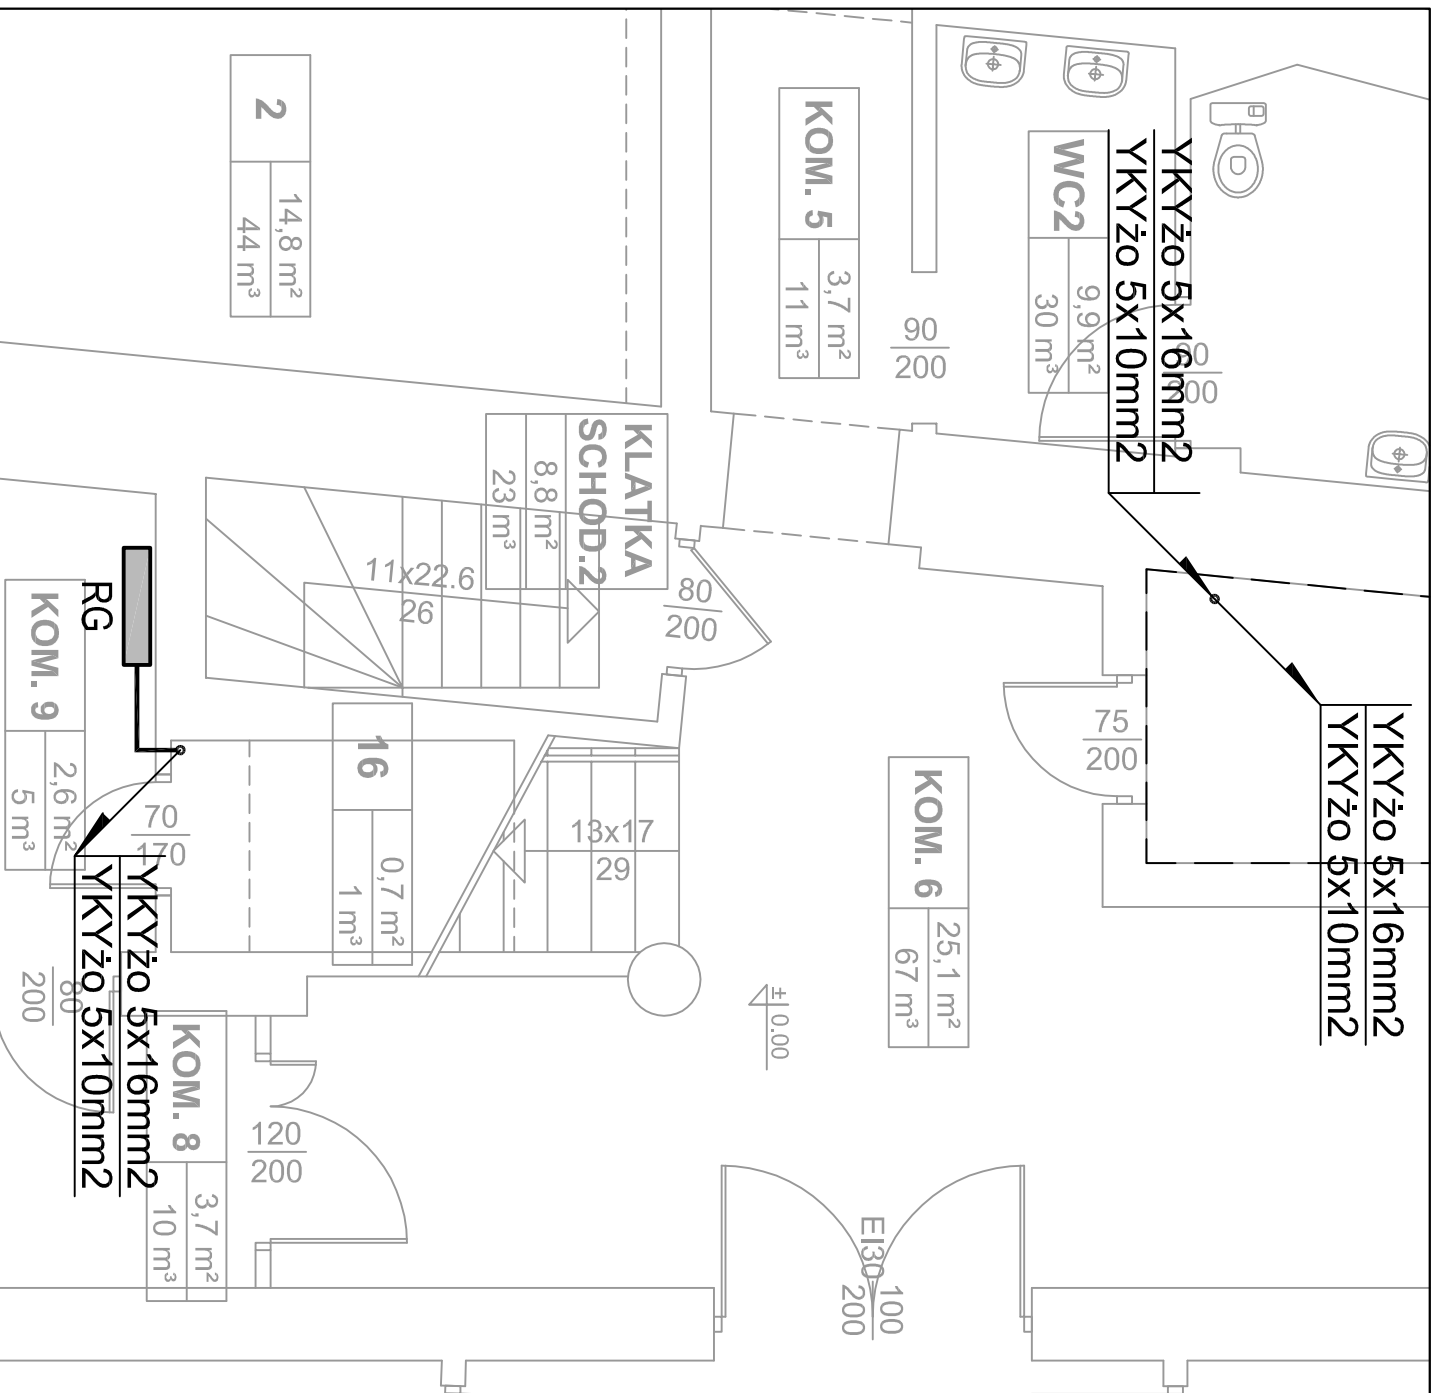 2
14,8 m²
44 m³
KOM. 5
3,7 m²
11 m³
WC2
9,9 m²
30 m³
YKYżo 5x16mm2
YKYżo 5x10mm2
90
200
90
200
KLATKA
SCHOD.2
8,8 m²
23 m³
11x22.6
26
80
200
RG
KOM. 9
2,6 m²
5 m³
70
170
16
0,7 m²
1 m³
13x17
29
KOM. 6
25,1 m²
67 m³
75
200
YKYżo 5x16mm2
YKYżo 5x10mm2
± 0.00
YKYżo 5x16mm2
YKYżo 5x10mm2
80
200
KOM. 8
3,7 m²
10 m³
120
200
EI30
100
200